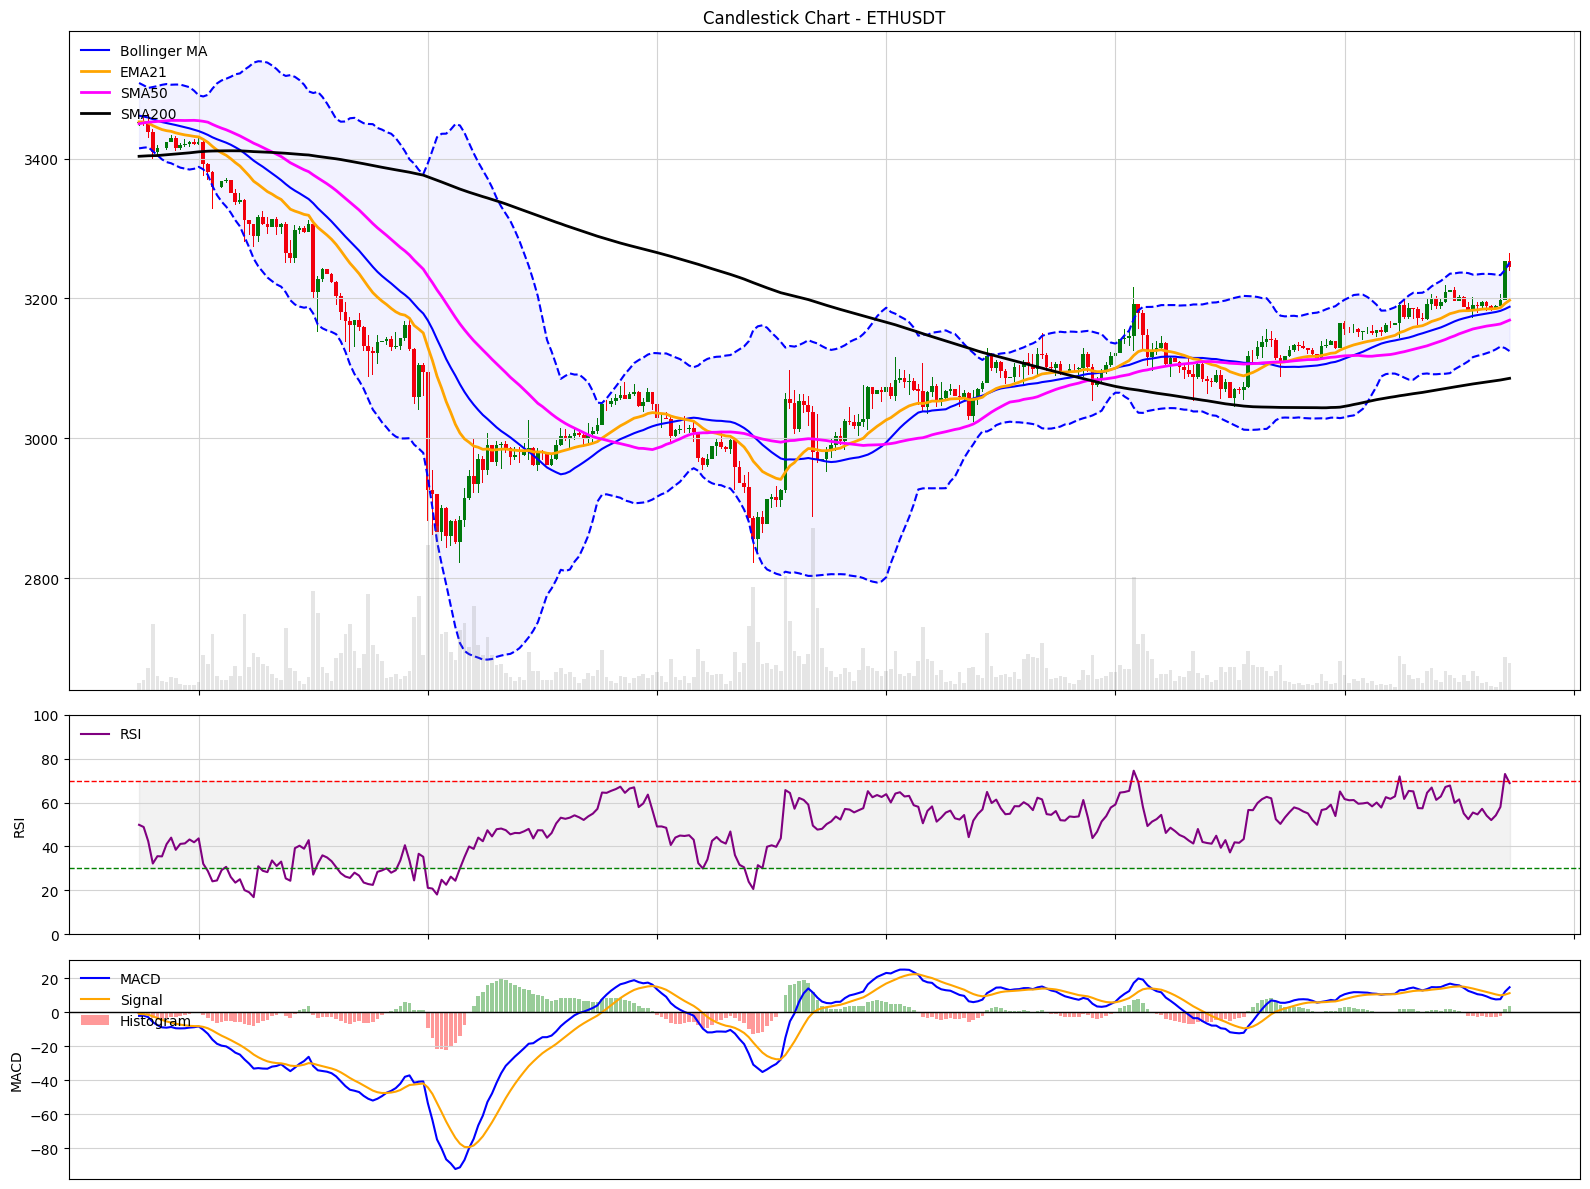 Candlestick Chart - ETHUSDT
Bollinger MA
EMA21
SMA50
SMA200
3400
3200
3000
2800
RSI
100
80
60
40
20
0
RSI
MACD
Signal
Histogram
20
0
−20
−40
−60
−80
MACD